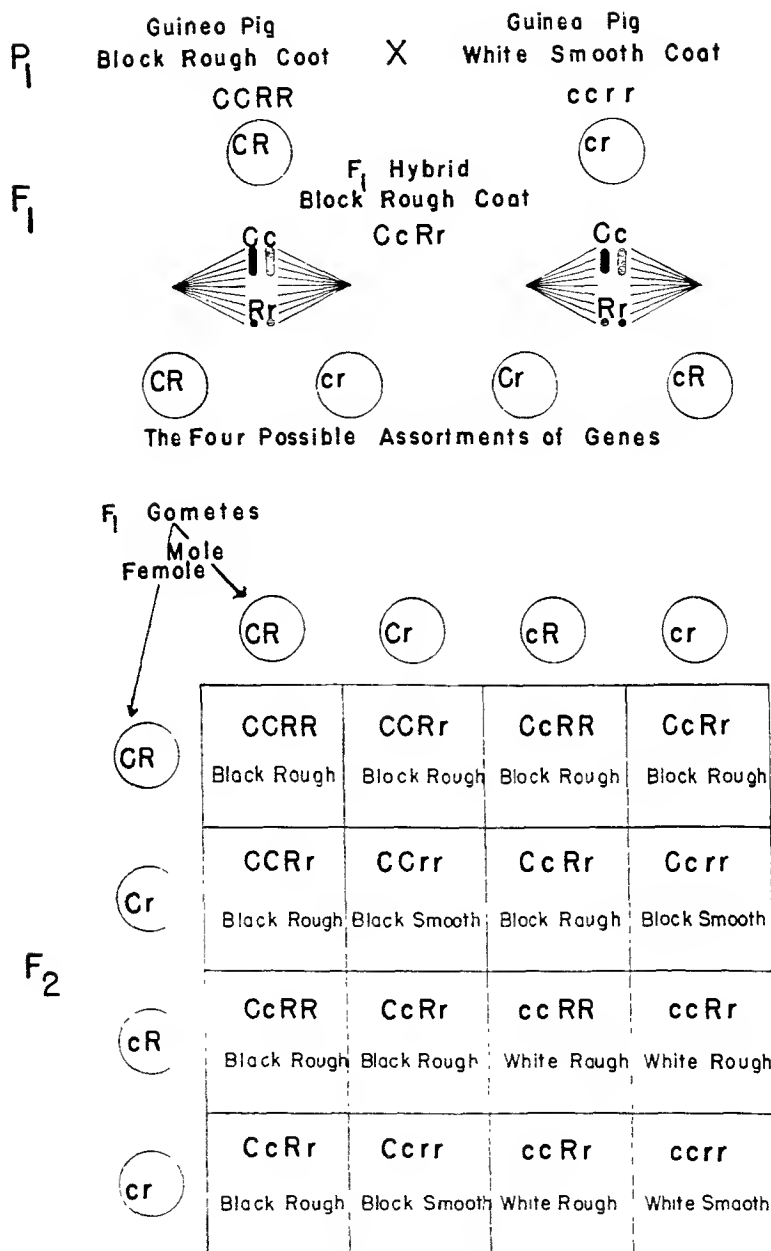 Guinea Pig Guinea Pig
P1 Black Rough Coat X White Smooth Coat
CCRR ccrr
CR cr
F1 F1 Hybrid
Black Rough Coat
Cc CcRr Cc
Rr Rr
CR cr Cr cR
The Four Possible Assortments of Genes
F1 Gametes
Male
Female
CR Cr cR cr
CR CCRR CCRr CcRR CcRr
Black Rough Black Rough Black Rough Black Rough
Cr CCRr CCrr CcRr Ccrr
Black Rough Black Smooth Black Rough Black Smooth
F2
cR CcRR CcRr ccRR ccRr
Black Rough Black Rough White Rough White Rough
cr CcRr Ccrr ccRr ccrr
Black Rough Black Smooth White Rough White Smooth